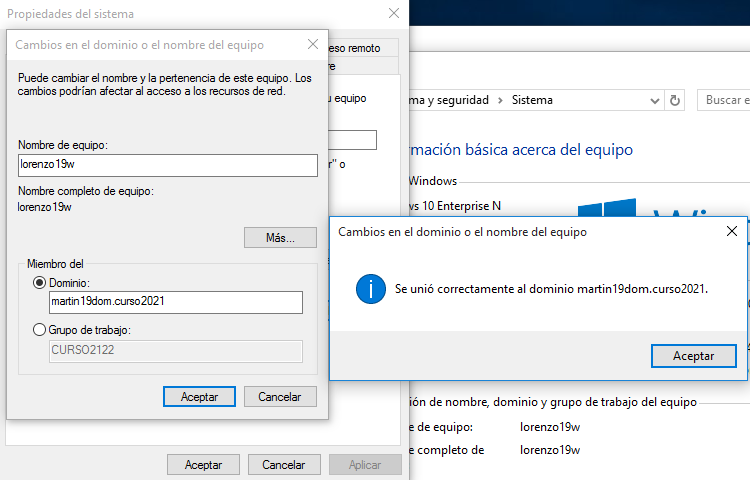 Propiedades del sistema
Cambios en el dominio o el nombre del equipo
eso remoto
re
Puede cambiar el nombre y la pertenencia de este equipo. Los
cambios podrían afectar al acceso a los recursos de red.
u equipo
Nombre de equipo:
lorenzo19w
r" o
Nombre completo de equipo:
lorenzo19w
Más...
Miembro del
Dominio:
martin19dom.curso2021
Grupo de trabajo:
CURSO2122
Aceptar
Cancelar
Aceptar
Cancelar
Aplicar
ma y seguridad
Sistema
Buscar e
rmación básica acerca del equipo
Windows
ws 10 Enterprise N
Cambios en el dominio o el nombre del equipo
Se unió correctamente al dominio martin19dom.curso2021.
Aceptar
ción de nombre, dominio y grupo de trabajo del equipo
e de equipo: lorenzo19w
e completo de lorenzo19w